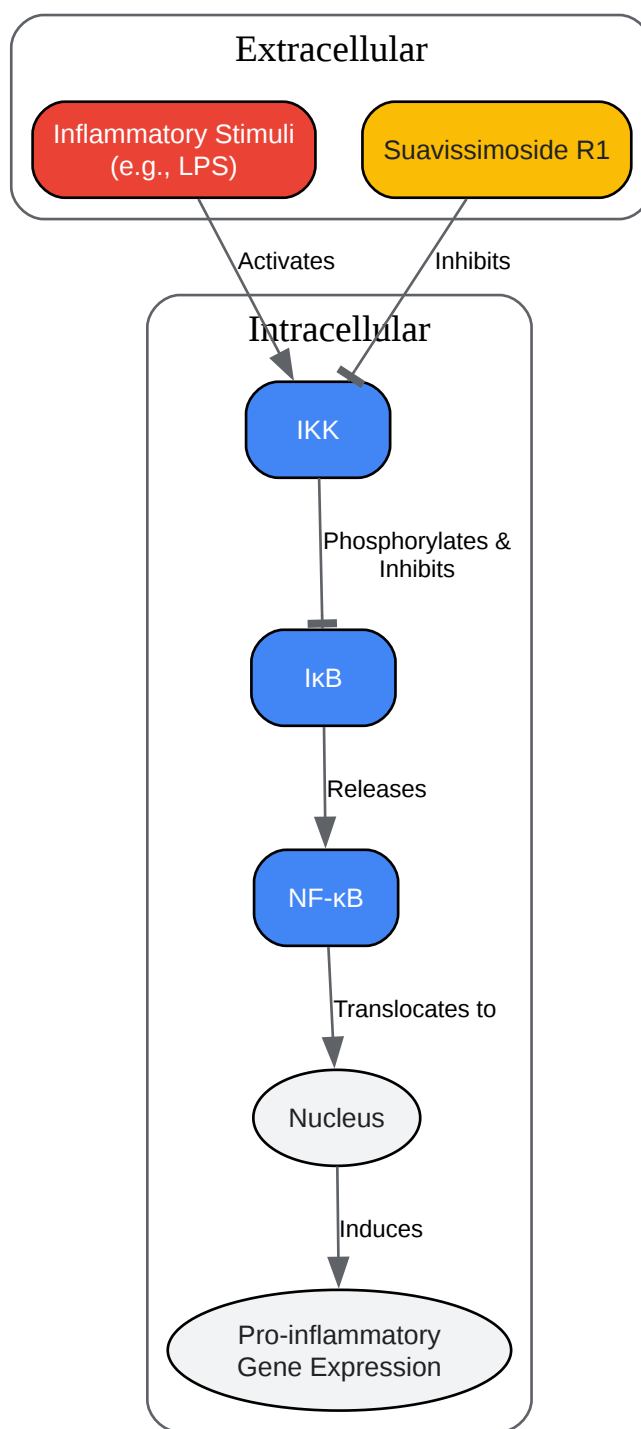 Extracellular
Inflammatory Stimuli
(e.g., LPS)
Suavissimoside R1
Activates
Inhibits
Intracellular
IKK
Phosphorylates &
Inhibits
IκB
Releases
NF-κB
Translocates to
Nucleus
Induces
Pro-inflammatory
Gene Expression